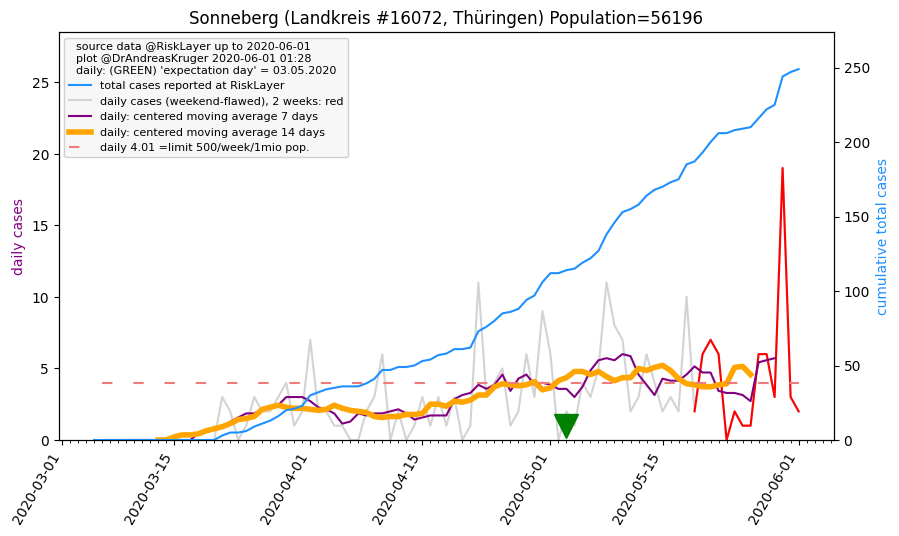 Sonneberg (Landkreis #16072, Thüringen) Population=56196
source data @RiskLayer up to 2020-06-01
plot @DrAndreasKruger 2020-06-01 01:28
daily: (GREEN) 'expectation day' = 03.05.2020
total cases reported at RiskLayer
daily cases (weekend-flawed), 2 weeks: red
daily: centered moving average 7 days
daily: centered moving average 14 days
daily 4.01 =limit 500/week/1mio pop.
daily cases
25
20
15
10
5
0
cumulative total cases
250
200
150
100
50
0
2020-03-01
2020-03-15
2020-04-01
2020-04-15
2020-05-01
2020-05-15
2020-06-01